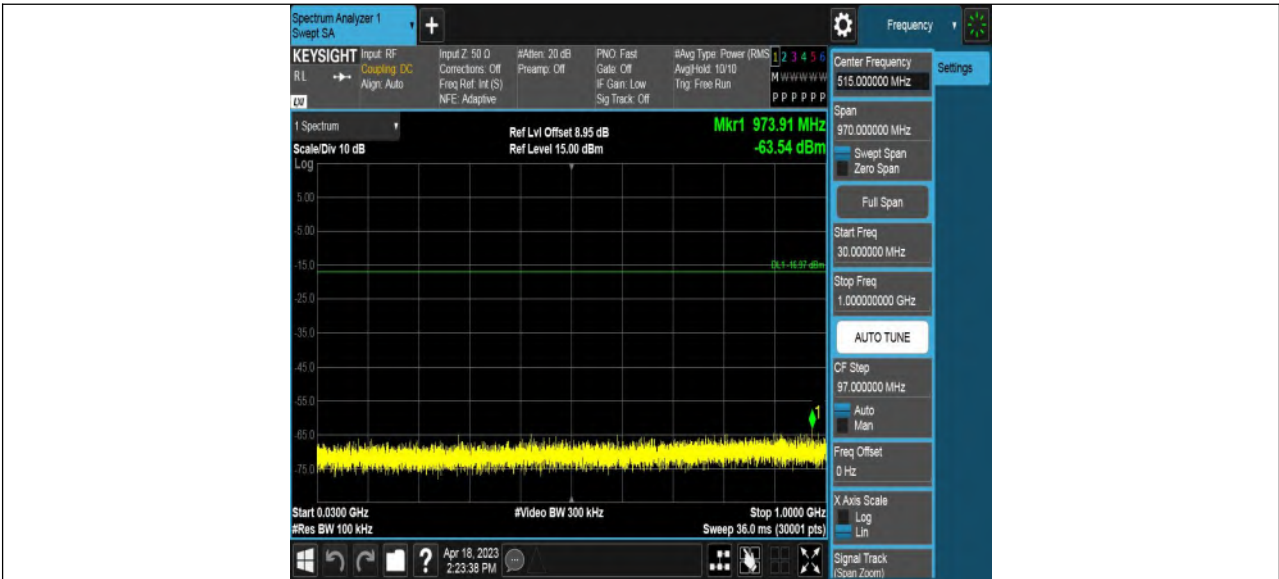 Spectrum Analyzer 1
Swept SA
+
Frequency
KEYSIGHT
RL
LXI
Input: RF
Coupling: DC
Align: Auto
Input Z: 50 Ω
Corrections: Off
Freq Ref: Int (S)
NFE: Adaptive
#Atten: 20 dB
Preamp: Off
PNO: Fast
Gate: Off
IF Gain: Low
Sig Track: Off
#Avg Type: Power (RMS
Avg|Hold: 10/10
Trig: Free Run
1 2 3 4 5 6
M W W W W W
P P P P P P
1 Spectrum
Scale/Div 10 dB
Log
Ref Lvl Offset 8.95 dB
Ref Level 15.00 dBm
Mkr1 973.91 MHz
-63.54 dBm
5.00
-5.00
-15.0
DL1 -16.97 dBm
-25.0
-35.0
-45.0
-55.0
1
-65.0
-75.0
Start 0.0300 GHz
#Res BW 100 kHz
#Video BW 300 kHz
Stop 1.0000 GHz
Sweep 36.0 ms (30001 pts)
?
Apr 18, 2023
2:23:38 PM
Settings
Center Frequency
515.000000 MHz
Span
970.000000 MHz
Swept Span
Zero Span
Full Span
Start Freq
30.000000 MHz
Stop Freq
1.000000000 GHz
AUTO TUNE
CF Step
97.000000 MHz
Auto
Man
Freq Offset
0 Hz
X Axis Scale
Log
Lin
Signal Track
(Span Zoom)